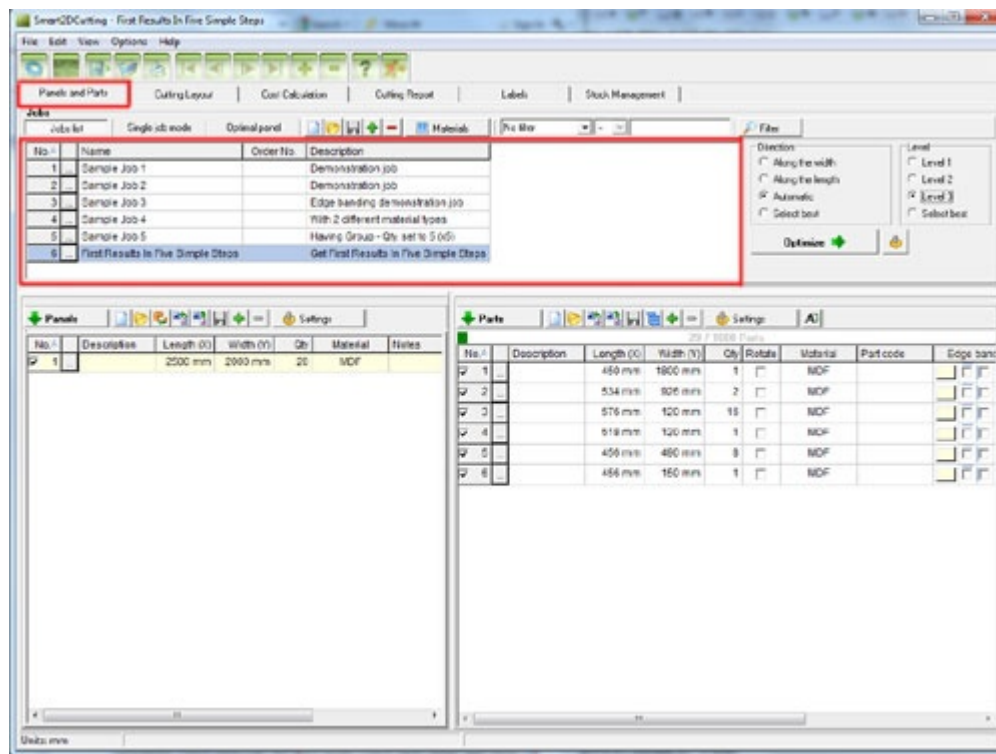 Smart2DCutting - First Results In Five Simple Steps
File Edit View Options Help
Panels and Parts Cutting Layout Cost Calculation Cutting Report Labels Stock Management
Jobs
Jobs list Single job mode Optimal panel Materials No filter - Filter
No. Name Order No. Description
1 ... Sample Job 1 Demonstration job
2 ... Sample Job 2 Demonstration job
3 ... Sample Job 3 Edge banding demonstration job
4 ... Sample Job 4 With 2 different material types
5 ... Sample Job 5 Having Group - Qty. set to 5 (x5)
6 ... First Results In Five Simple Steps Get First Results In Five Simple Steps
Direction
Along the width
Along the length
Automatic
Select best
Level
Level 1
Level 2
Level 3
Select best
Optimize
Panels Settings
No. Description Length (X) Width (Y) Qty Material Notes
1 ... 2500 mm 2000 mm 20 MDF
Parts Settings A
29 / 1000 Parts
No. Description Length (X) Width (Y) Qty Rotate Material Part code Edge band
1 ... 1800 mm 1 MDF
2 ... 534 mm 2 MDF
3 ... 576 mm 120 mm MDF
4 ... 120 mm 1 MDF
5 ... 456 mm 480 mm 8 MDF
6 ... 456 mm 150 mm 1 MDF
Units: mm